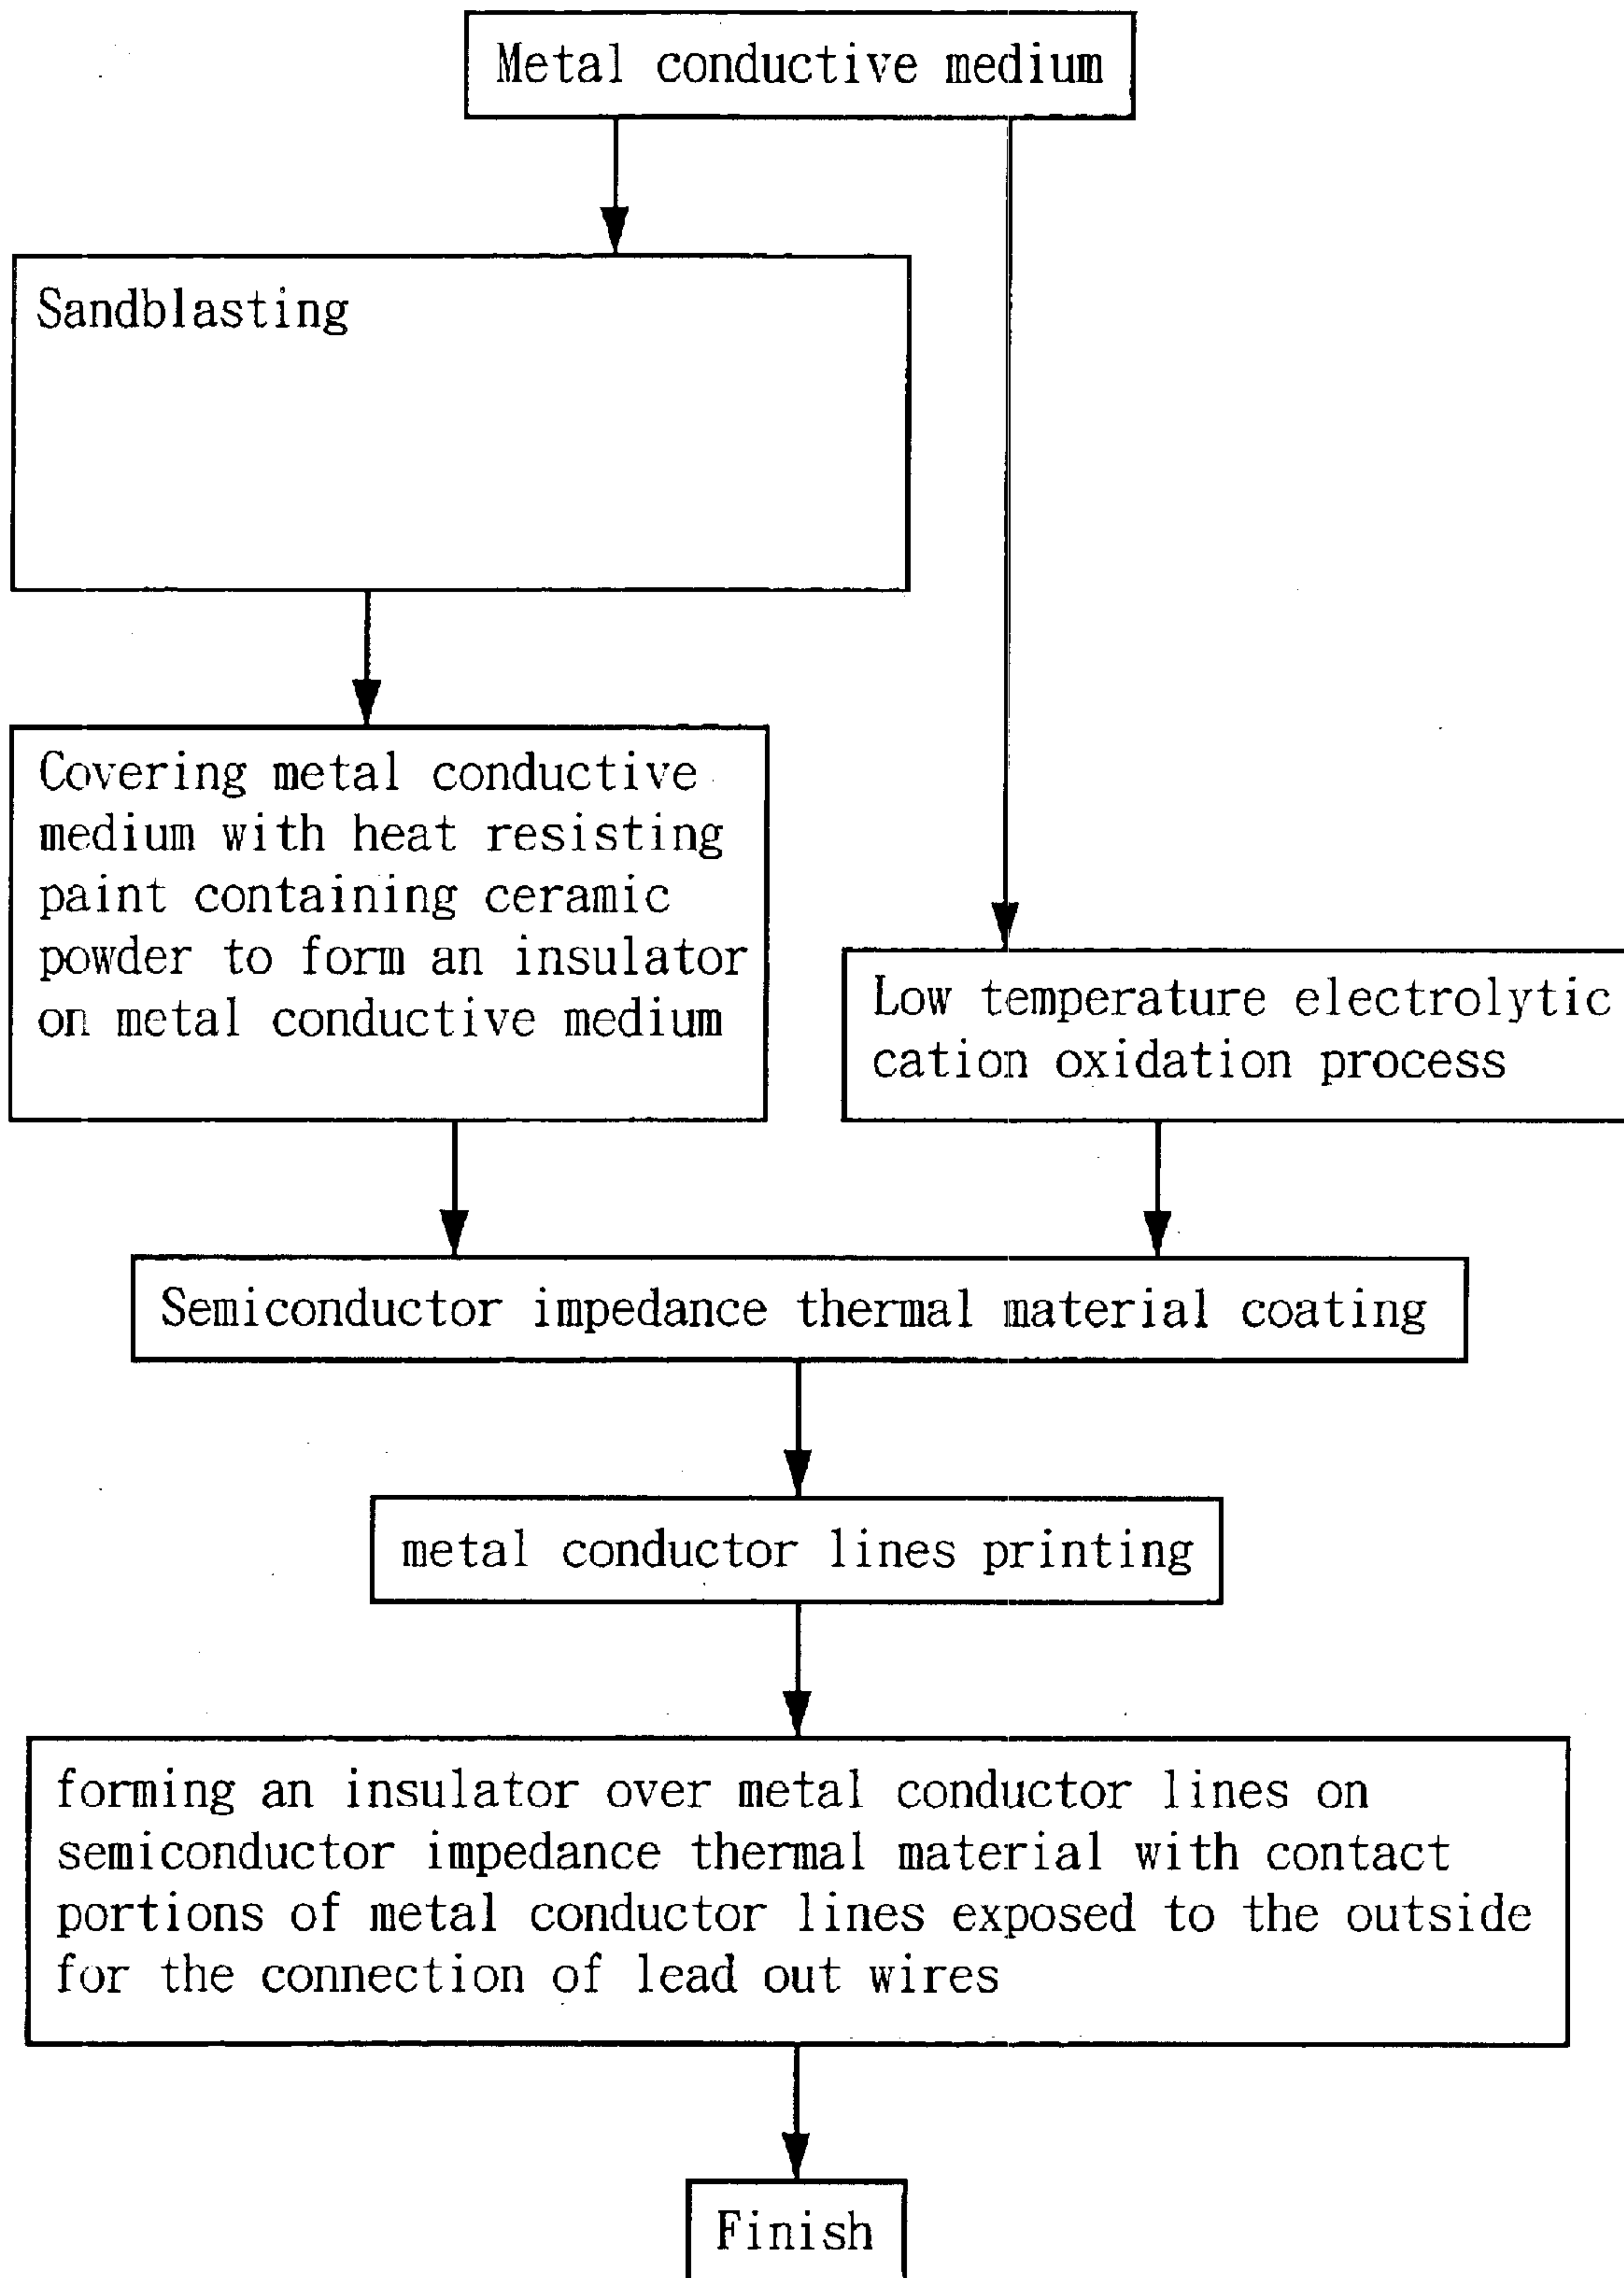 Metal conductive medium
Sandblasting
Covering metal conductive
medium with heat resisting
paint containing ceramic
powder to form an insulator
on metal conductive medium
Low temperature electrolytic
cation oxidation process
Semiconductor impedance thermal material coating
metal conductor lines printing
forming an insulator over metal conductor lines on
semiconductor impedance thermal material with contact
portions of metal conductor lines exposed to the outside
for the connection of lead out wires
Finish